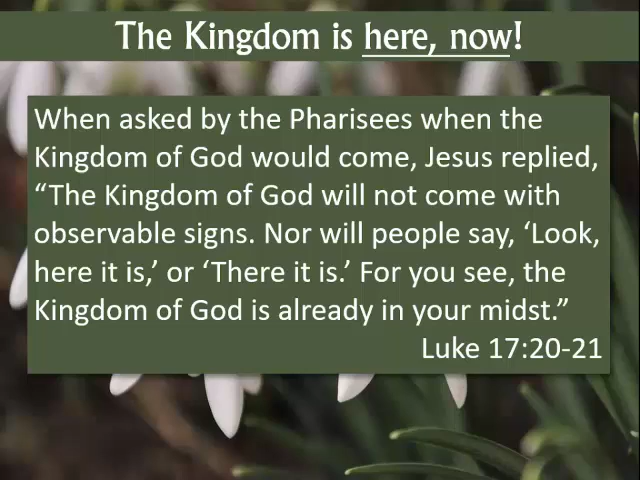 The Kingdom is here, now!
When asked by the Pharisees when the
Kingdom of God would come, Jesus replied,
“The Kingdom of God will not come with
observable signs. Nor will people say, ‘Look,
here it is,’ or ‘There it is.’ For you see, the
Kingdom of God is already in your midst.”
Luke 17:20-21